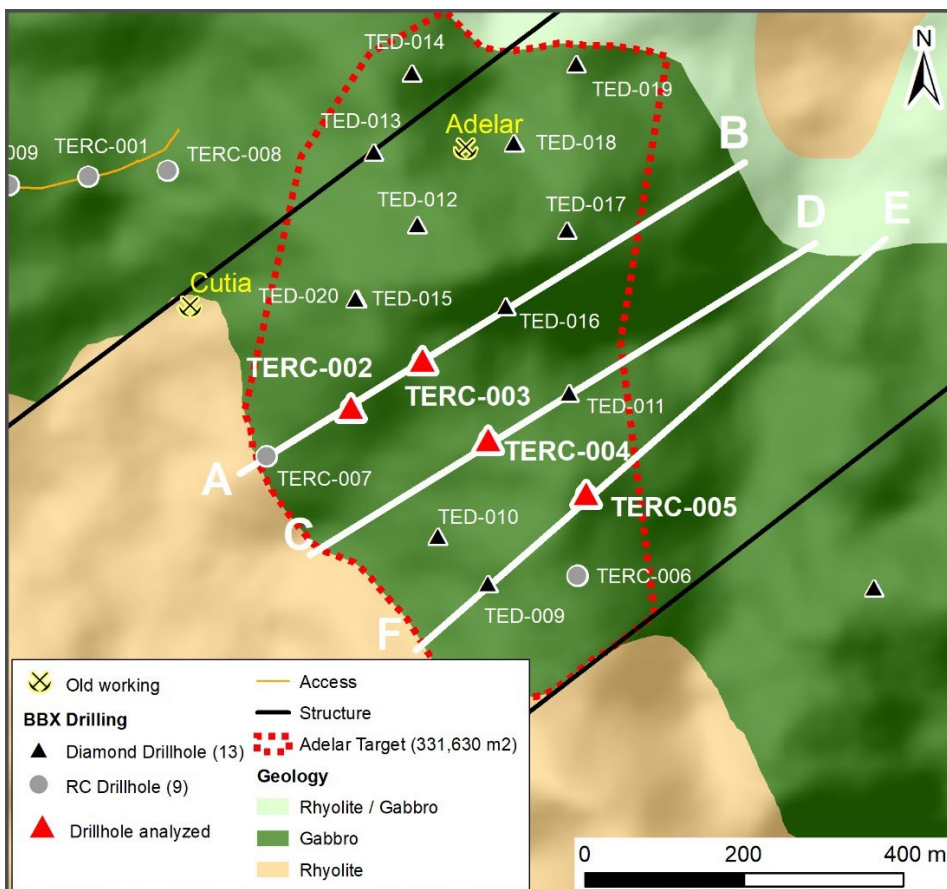 TED-014
N
TED-019
TED-013
Adelar
009
TERC-001
TERC-008
TED-018
B
TED-012
TED-017
D
E
Cutia
TED-020
TED-015
TED-016
TERC-002
TERC-003
TED-011
TERC-004
A
TERC-007
TERC-005
C
TED-010
TERC-006
TED-009
F
Old working
BBX Drilling
Diamond Drillhole (13)
RC Drillhole (9)
Drillhole analyzed
Access
Structure
Adelar Target (331,630 m2)
Geology
Rhyolite / Gabbro
Gabbro
Rhyolite
0 200 400 m